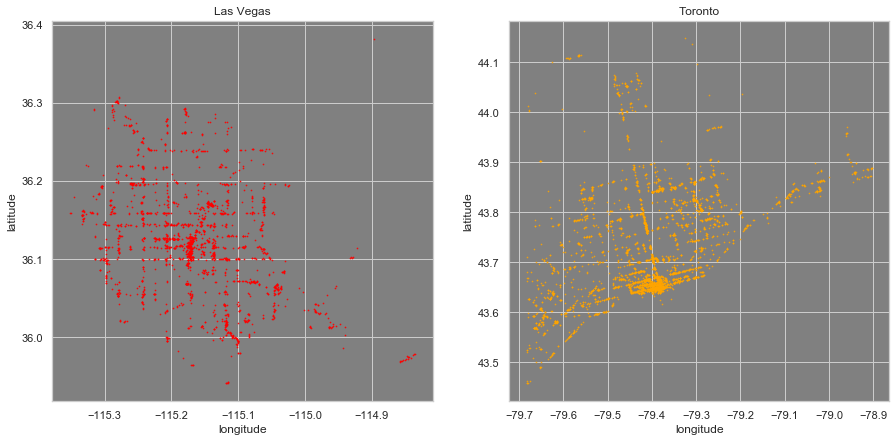 Las Vegas
36.4
36.3
36.2
36.1
36.0
latitude
−115.3 −115.2 −115.1 −115.0 −114.9
longitude
Toronto
44.1
44.0
43.9
43.8
43.7
43.6
43.5
latitude
−79.7 −79.6 −79.5 −79.4 −79.3 −79.2 −79.1 −79.0 −78.9
longitude